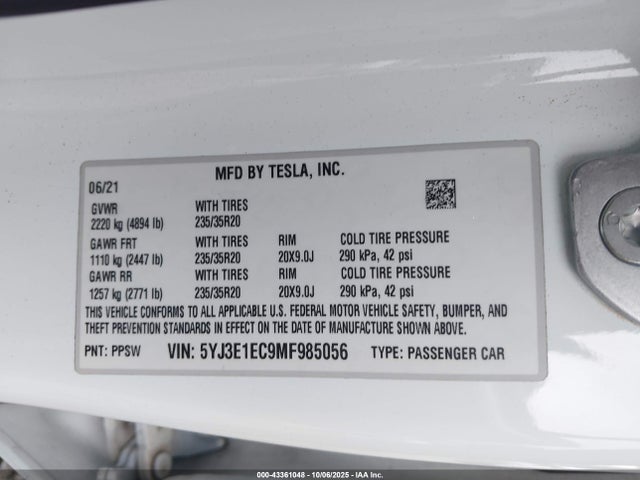 MFD BY TESLA, INC.
06/21
GVWR WITH TIRES
2220 kg (4894 lb) 235/35R20
GAWR FRT WITH TIRES RIM COLD TIRE PRESSURE
1110 kg (2447 lb) 235/35R20 20X9.0J 290 kPa, 42 psi
GAWR RR WITH TIRES RIM COLD TIRE PRESSURE
1257 kg (2771 lb) 235/35R20 20X9.0J 290 kPa, 42 psi
THIS VEHICLE CONFORMS TO ALL APPLICABLE U.S. FEDERAL MOTOR VEHICLE SAFETY, BUMPER, AND
THEFT PREVENTION STANDARDS IN EFFECT ON THE DATE OF MANUFACTURE SHOWN ABOVE.
PNT: PPSW VIN: 5YJ3E1EC9MF985056 TYPE: PASSENGER CAR
000-43361048 - 10/06/2025 - IAA Inc.